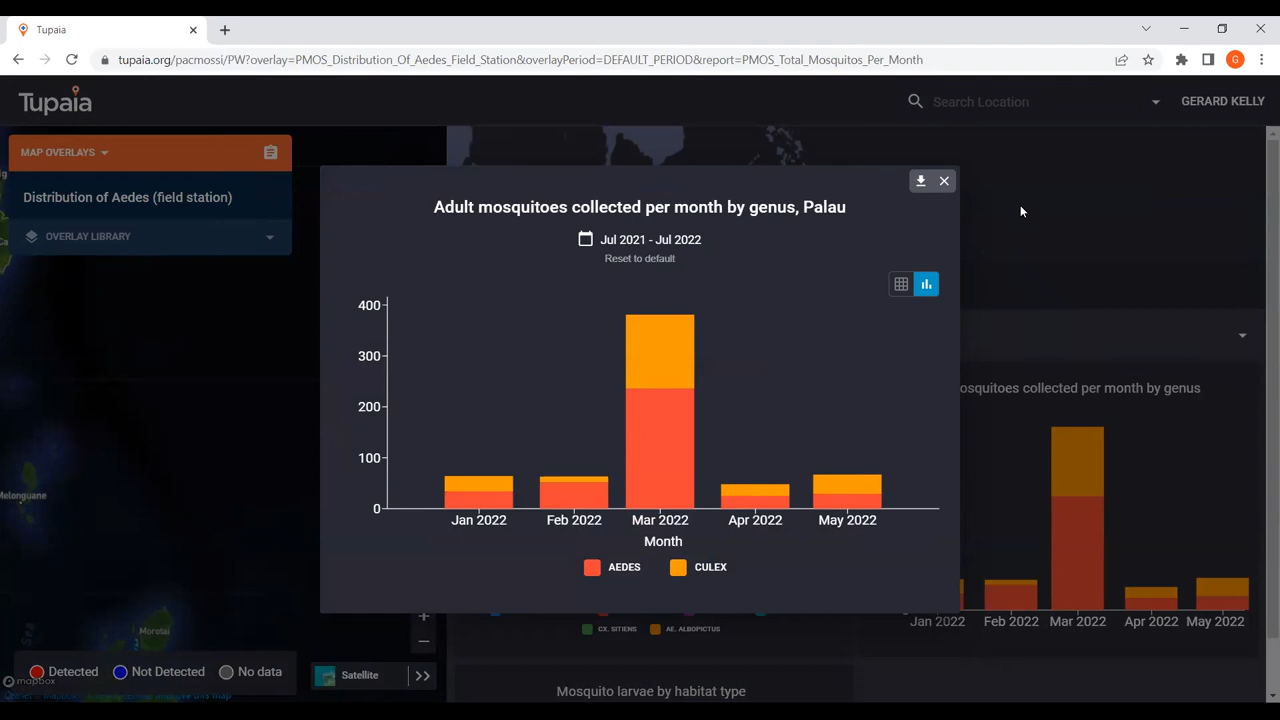 Tupaia
tupaia.org/pacmossi/PW?overlay=PMOS_Distribution_Of_Aedes_Field_Station&overlayPeriod=DEFAULT_PERIOD&report=PMOS_Total_Mosquitos_Per_Month
G
Tupaia
Search Location
GERARD KELLY
MAP OVERLAYS
Distribution of Aedes (field station)
OVERLAY LIBRARY
Adult mosquitoes collected per month by genus, Palau
Jul 2021 - Jul 2022
Reset to default
400
300
200
100
0
Jan 2022 Feb 2022 Mar 2022 Apr 2022 May 2022
Month
AEDES CULEX
osquitoes collected per month by genus
Jan 2022 Feb 2022 Mar 2022 Apr 2022 May 2022
CX. SITIENS AE. ALBOPICTUS
Mosquito larvae by habitat type
Melonguane
Morotai
Sea
Detected Not Detected No data
Satellite
mapbox
improve this map